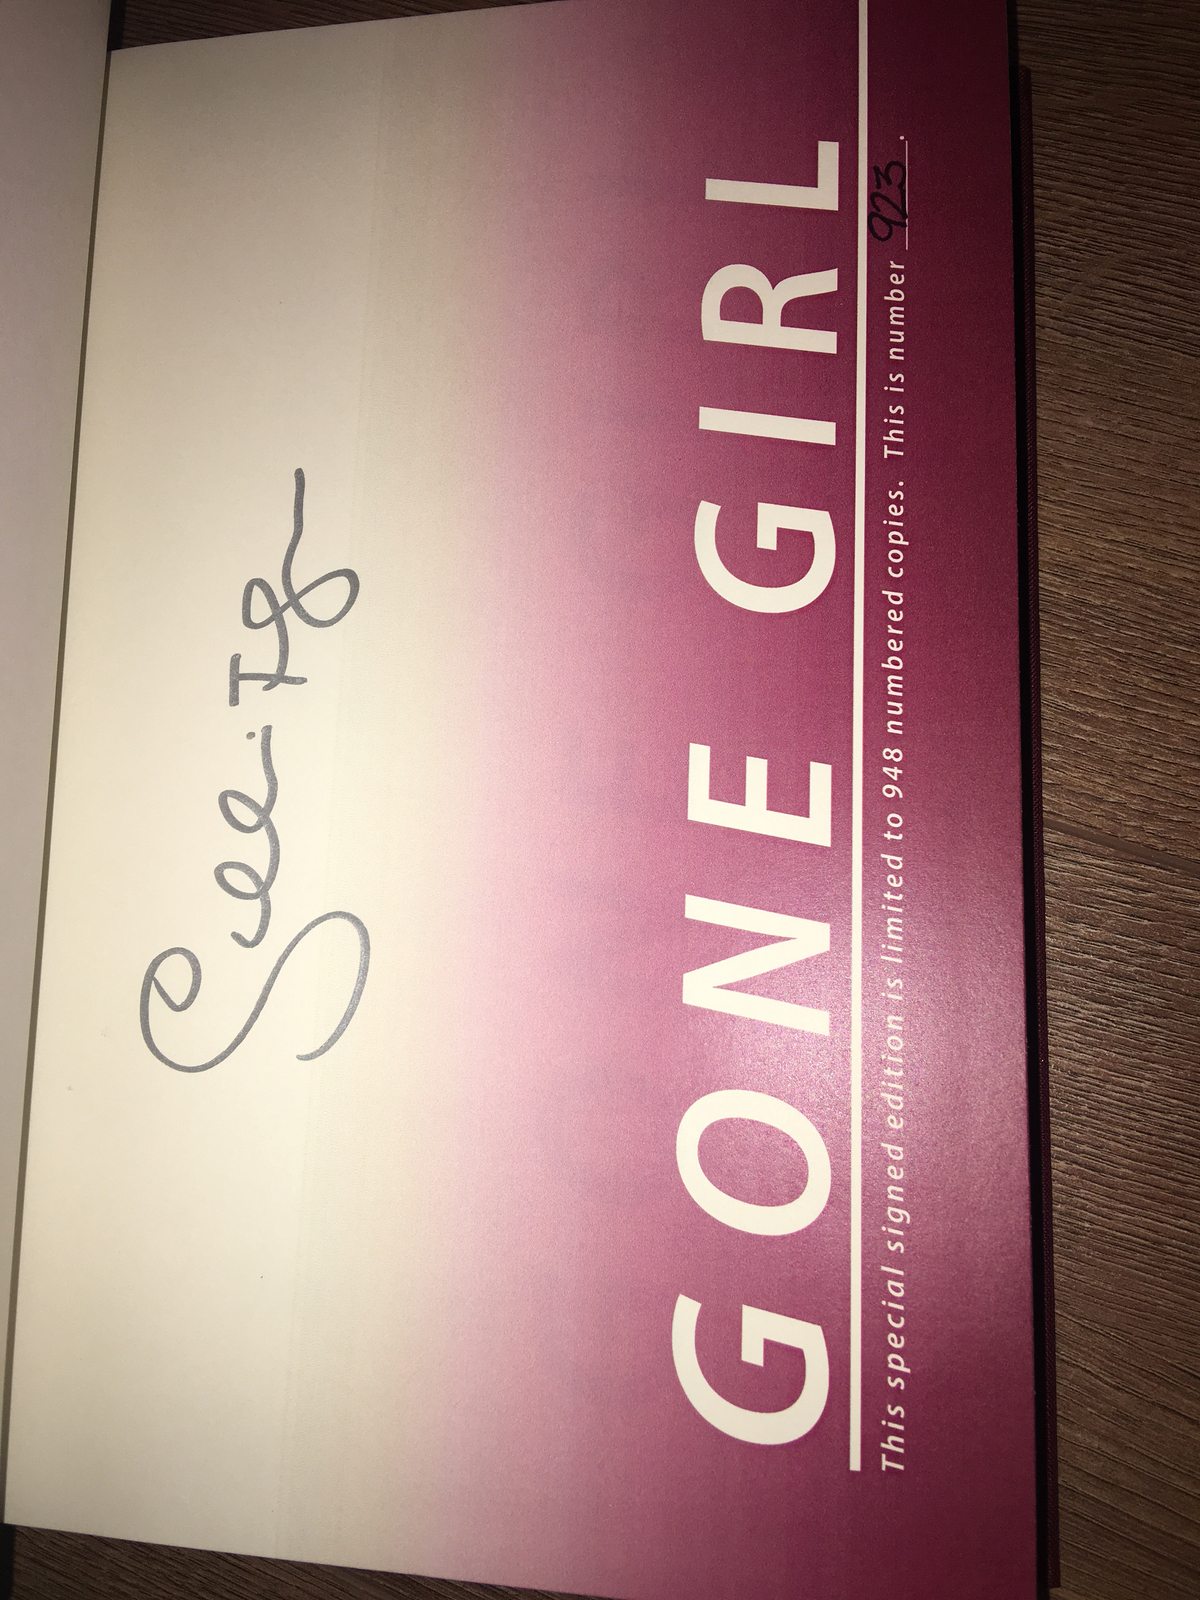 GONE GIRL
This special signed edition is limited to 948 numbered copies. This is number 923.